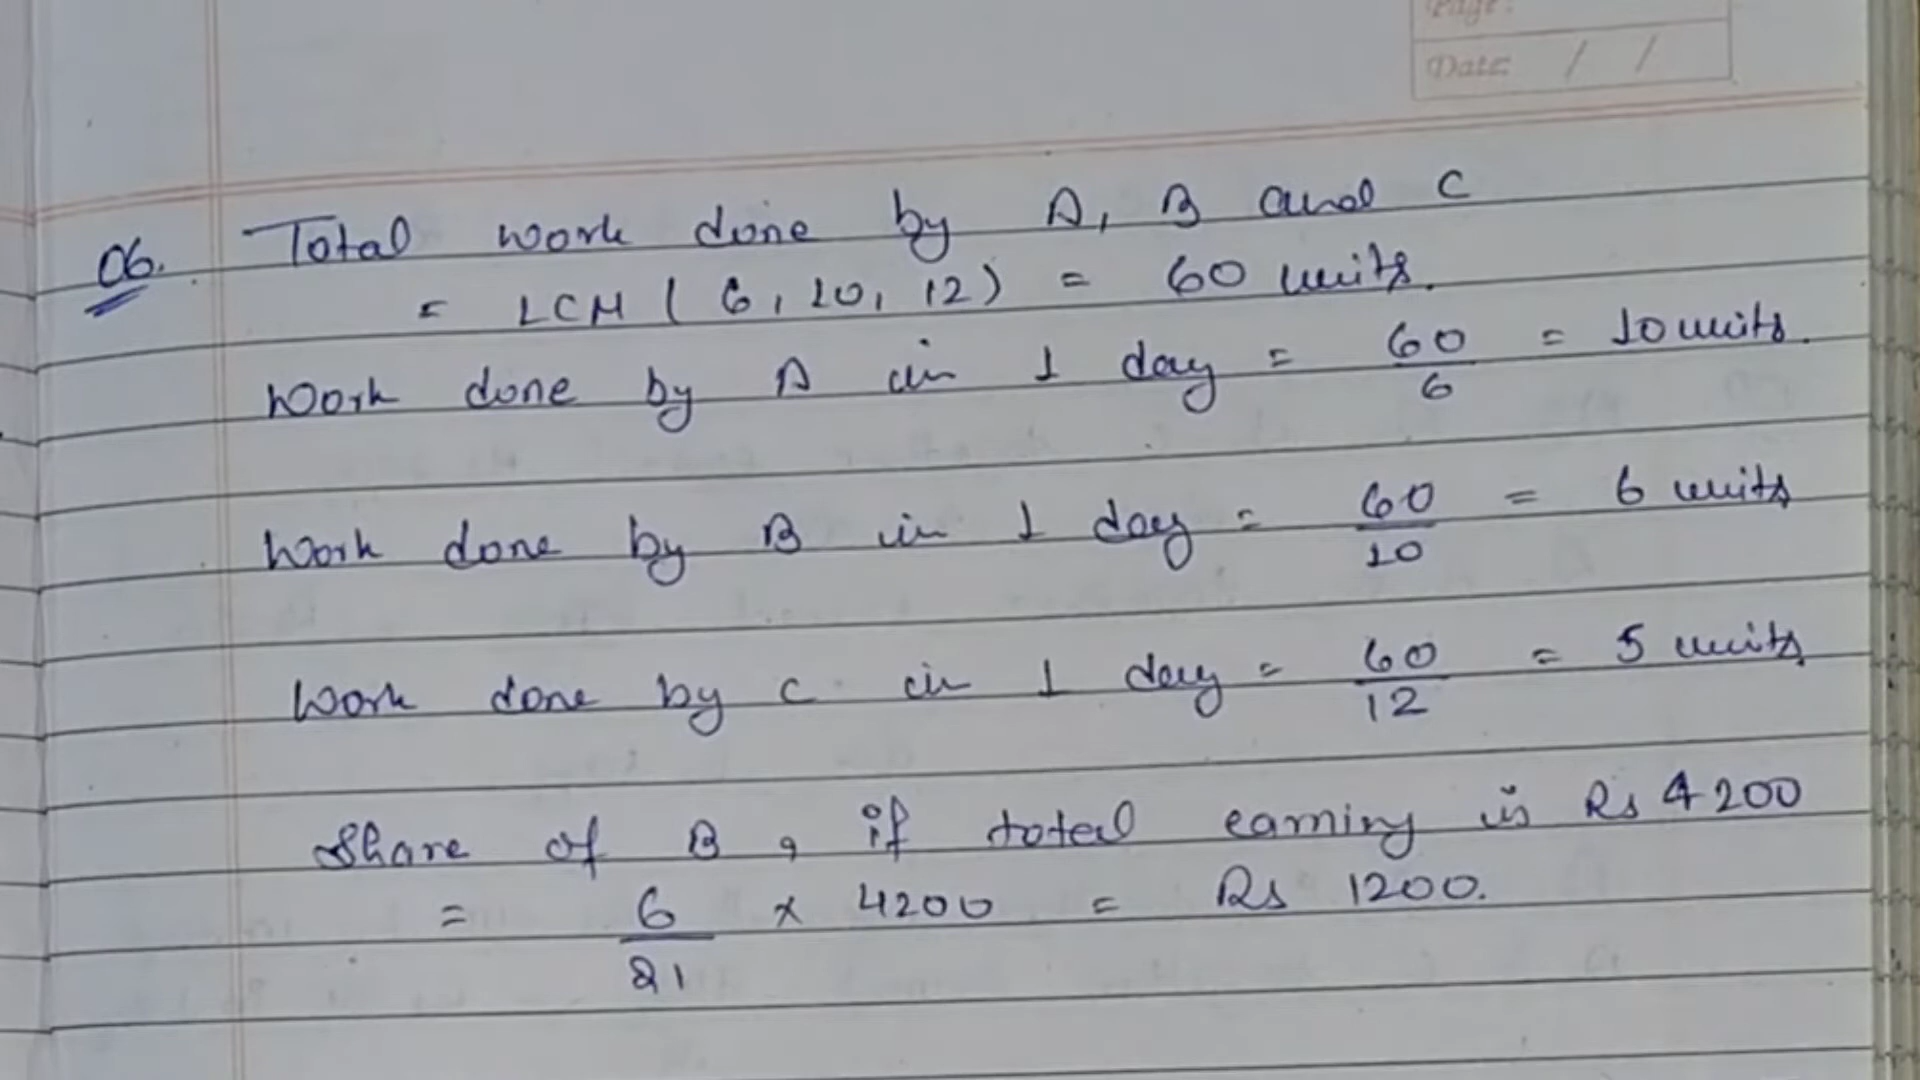 Page:
Date: / /
06. Total work done by A, B and C
= LCM ( 6, 10, 12) = 60 units.
Work done by A in 1 day = 60/6 = 10 units.
Work done by B in 1 day = 60/10 = 6 units
Work done by C in 1 day = 60/12 = 5 units
Share of B, if total earning is Rs 4200
= 6/21 x 4200 = Rs 1200.